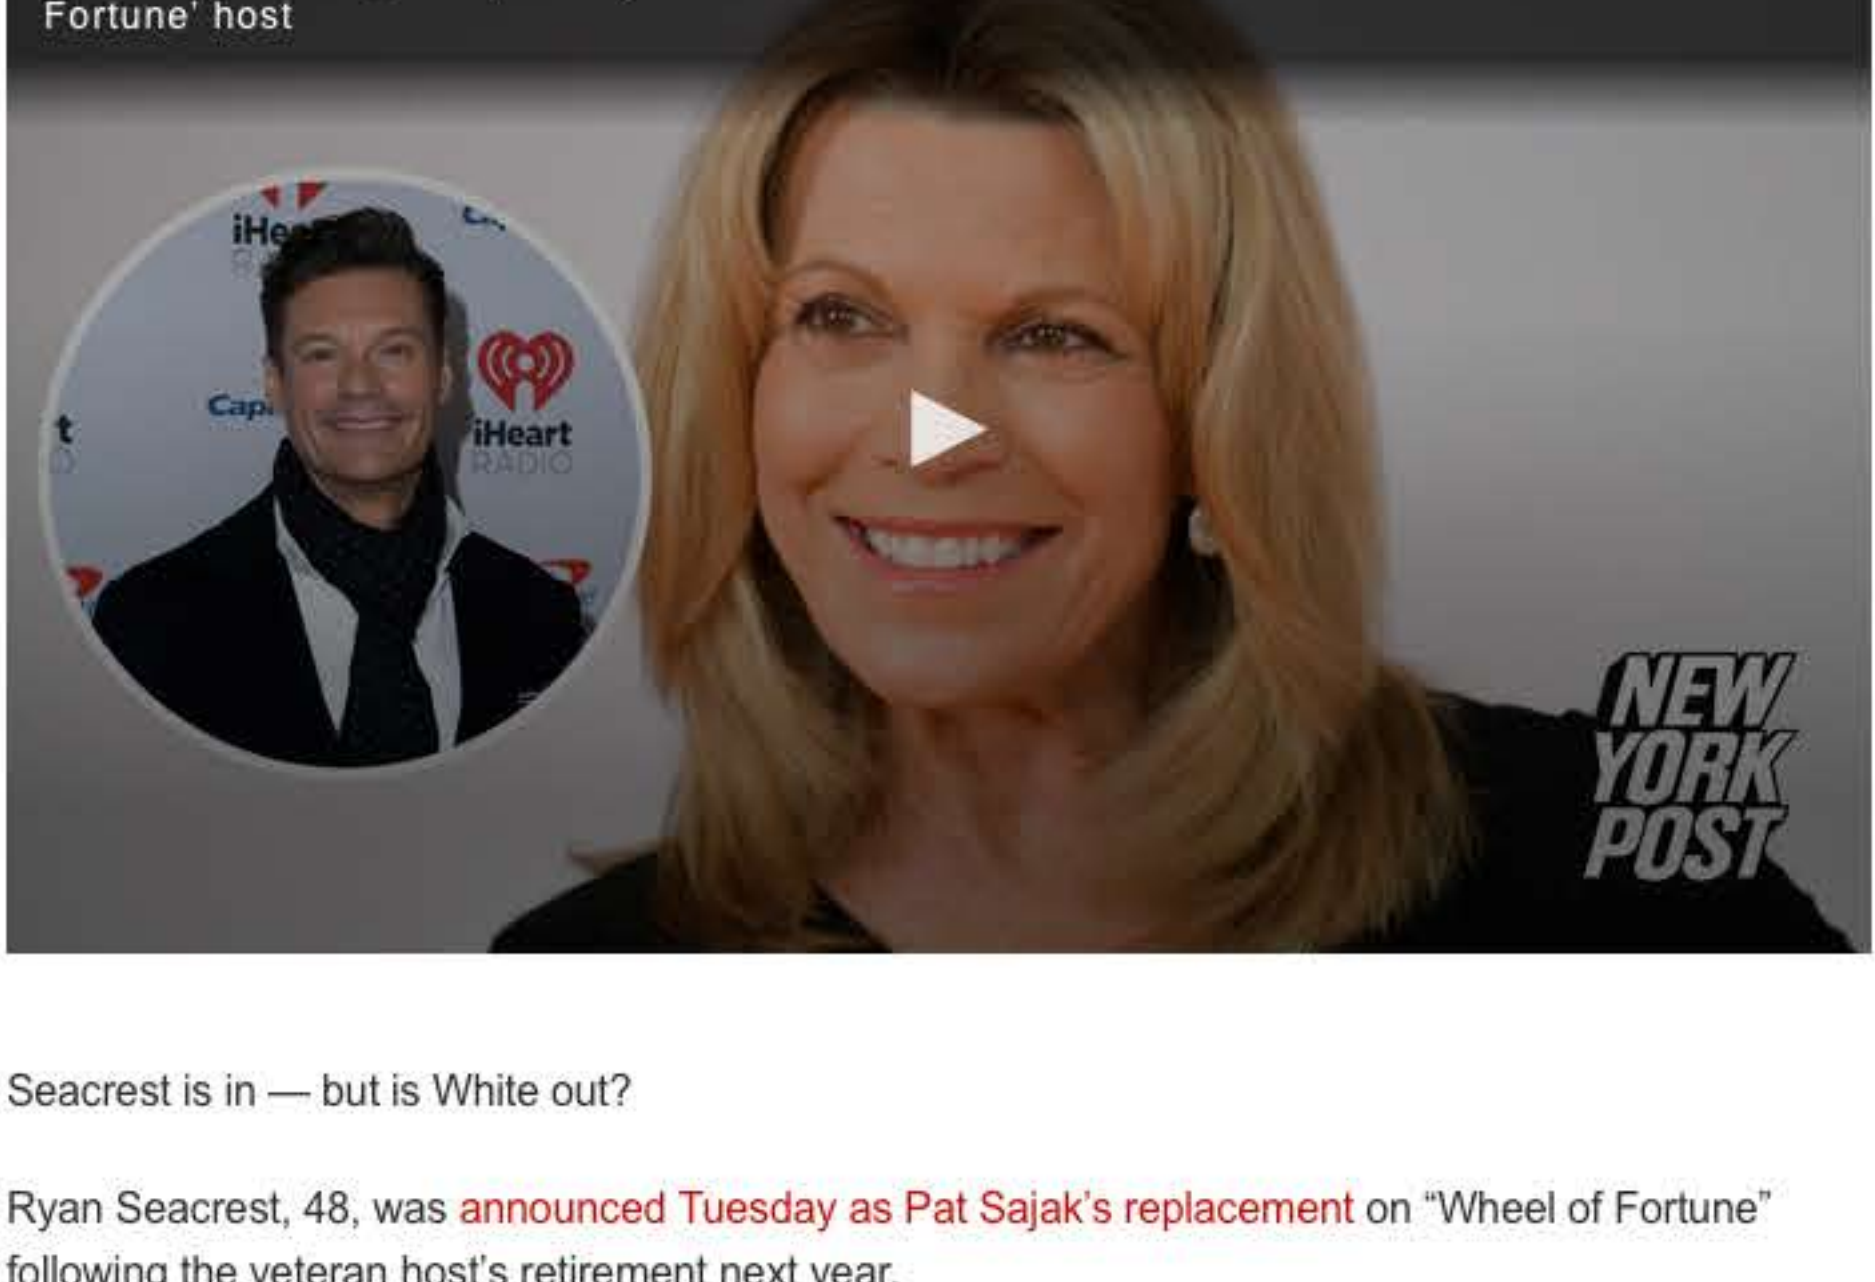 Fortune’ host
iHeart
RADIO
t
NEW
YORK
POST
Seacrest is in — but is White out?
Ryan Seacrest, 48, was announced Tuesday as Pat Sajak’s replacement on “Wheel of Fortune”
following the veteran host’s retirement next year.